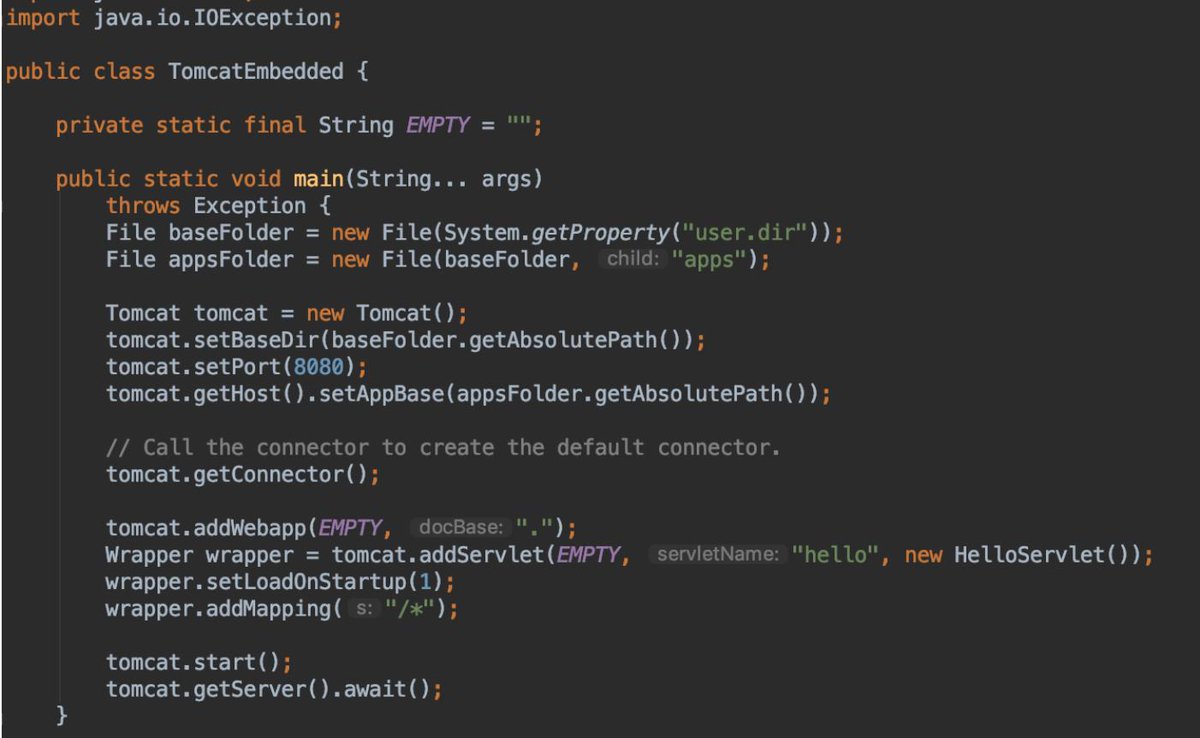 import java.io.IOException;
public class TomcatEmbedded {
private static final String EMPTY = "";
public static void main(String... args)
throws Exception {
File baseFolder = new File(System.getProperty("user.dir"));
File appsFolder = new File(baseFolder, child: "apps");
Tomcat tomcat = new Tomcat();
tomcat.setBaseDir(baseFolder.getAbsolutePath());
tomcat.setPort(8080);
tomcat.getHost().setAppBase(appsFolder.getAbsolutePath());
// Call the connector to create the default connector.
tomcat.getConnector();
tomcat.addWebapp(EMPTY, docBase: ".");
Wrapper wrapper = tomcat.addServlet(EMPTY, servletName: "hello", new HelloServlet());
wrapper.setLoadOnStartup(1);
wrapper.addMapping( s: "/*");
tomcat.start();
tomcat.getServer().await();
}